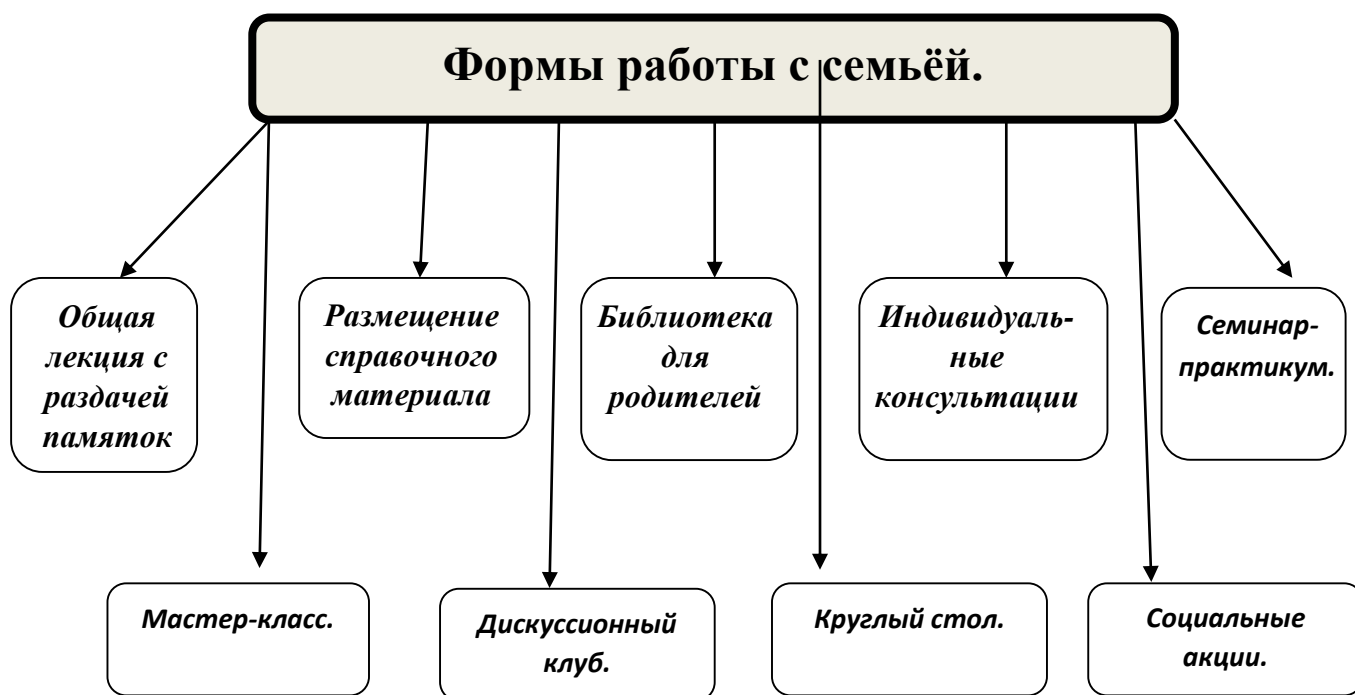 Формы работы с семьёй.
Общая
лекция с
раздачей
памяток
Размещение
справочного
материала
Библиотека
для
родителей
Индивидуаль-
ные
консультации
Семинар-
практикум.
Мастер-класс.
Дискуссионный
клуб.
Круглый стол.
Социальные
акции.